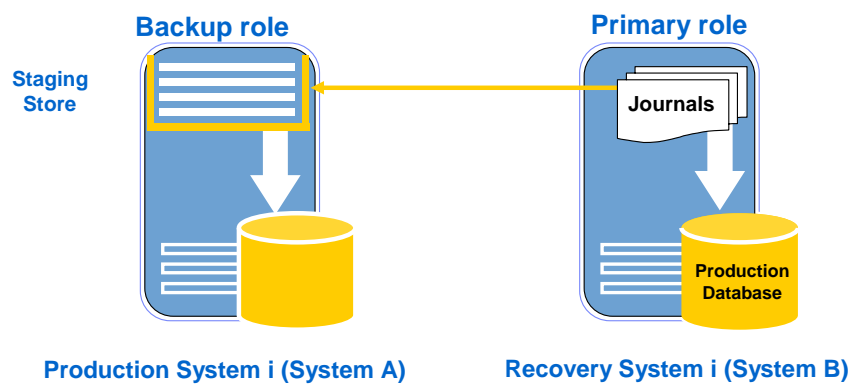 Backup role
Primary role
Staging
Store
Journals
Production
Database
Production System i (System A)
Recovery System i (System B)